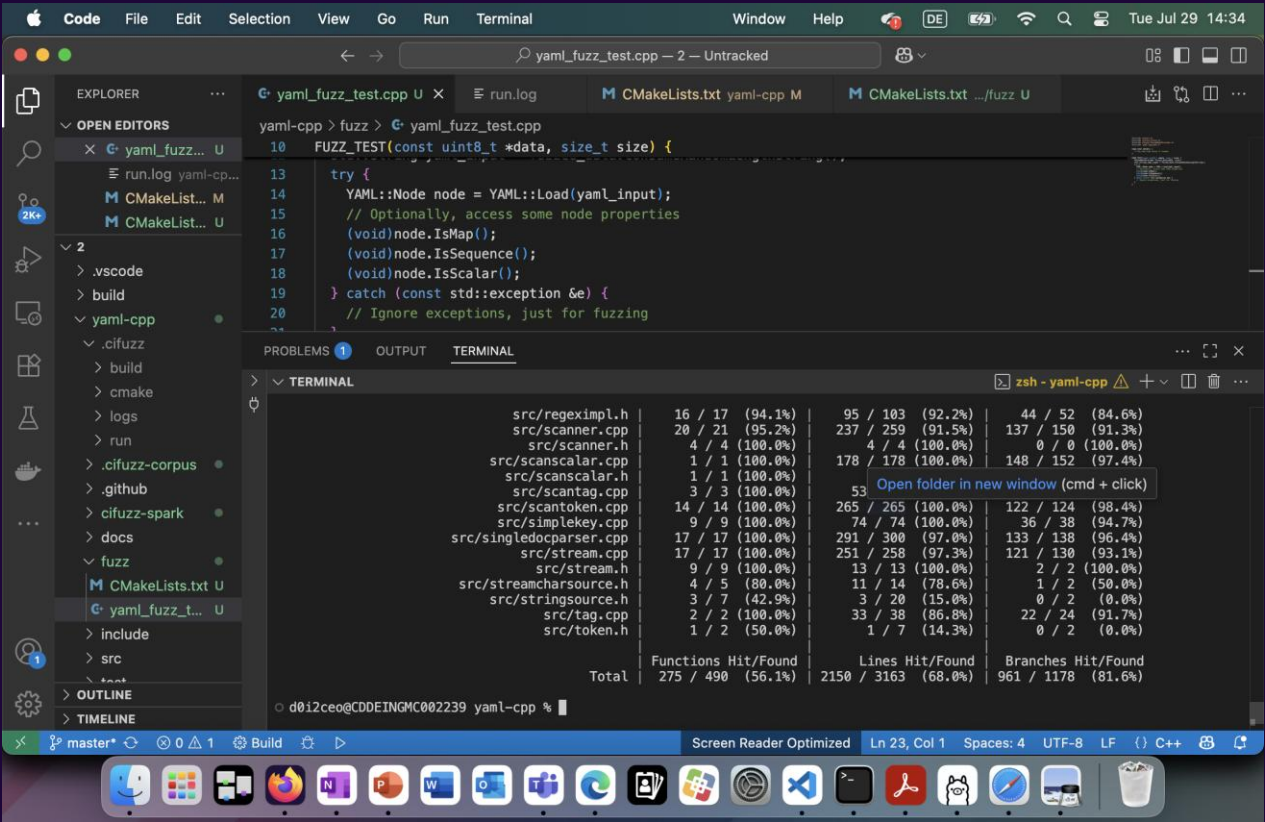 Code File Edit Selection View Go Run Terminal Window Help DE Tue Jul 29 14:34
yaml_fuzz_test.cpp — 2 — Untracked
EXPLORER
OPEN EDITORS
yaml_fuzz... U
run.log yaml-cp...
M CMakeList... M
M CMakeList... U
2K+
2
.vscode
build
yaml-cpp
.cifuzz
build
cmake
logs
run
.cifuzz-corpus
.github
cifuzz-spark
docs
fuzz
M CMakeLists.txt U
yaml_fuzz_t... U
include
src
1
OUTLINE
TIMELINE
yaml_fuzz_test.cpp U run.log M CMakeLists.txt yaml-cpp M M CMakeLists.txt .../fuzz U
yaml-cpp > fuzz > yaml_fuzz_test.cpp
10 FUZZ_TEST(const uint8_t *data, size_t size) {
13 try {
14 YAML::Node node = YAML::Load(yaml_input);
15 // Optionally, access some node properties
16 (void)node.IsMap();
17 (void)node.IsSequence();
18 (void)node.IsScalar();
19 } catch (const std::exception &e) {
20 // Ignore exceptions, just for fuzzing
PROBLEMS 1 OUTPUT TERMINAL
TERMINAL zsh - yaml-cpp
src/regeximpl.h | 16 / 17 (94.1%) | 95 / 103 (92.2%) | 44 / 52 (84.6%)
src/scanner.cpp | 20 / 21 (95.2%) | 237 / 259 (91.5%) | 137 / 150 (91.3%)
src/scanner.h | 4 / 4 (100.0%) | 4 / 4 (100.0%) | 0 / 0 (100.0%)
src/scanscalar.cpp | 1 / 1 (100.0%) | 178 / 178 (100.0%) | 148 / 152 (97.4%)
src/scanscalar.h | 1 / 1 (100.0%) |
Open folder in new window (cmd + click)
src/scantag.cpp | 3 / 3 (100.0%) | 53
src/scantoken.cpp | 14 / 14 (100.0%) | 265 / 265 (100.0%) | 122 / 124 (98.4%)
src/simplekey.cpp | 9 / 9 (100.0%) | 74 / 74 (100.0%) | 36 / 38 (94.7%)
src/singledocparser.cpp | 17 / 17 (100.0%) | 291 / 300 (97.0%) | 133 / 138 (96.4%)
src/stream.cpp | 17 / 17 (100.0%) | 251 / 258 (97.3%) | 121 / 130 (93.1%)
src/stream.h | 9 / 9 (100.0%) | 13 / 13 (100.0%) | 2 / 2 (100.0%)
src/streamcharsource.h | 4 / 5 (80.0%) | 11 / 14 (78.6%) | 1 / 2 (50.0%)
src/stringsource.h | 3 / 7 (42.9%) | 3 / 20 (15.0%) | 0 / 2 (0.0%)
src/tag.cpp | 2 / 2 (100.0%) | 33 / 38 (86.8%) | 22 / 24 (91.7%)
src/token.h | 1 / 2 (50.0%) | 1 / 7 (14.3%) | 0 / 2 (0.0%)
| Functions Hit/Found | Lines Hit/Found | Branches Hit/Found
Total | 275 / 490 (56.1%) | 2150 / 3163 (68.0%) | 961 / 1178 (81.6%)
d0i2ceo@CDDEINGMC002239 yaml-cpp %
master* 0 1 Build Screen Reader Optimized Ln 23, Col 1 Spaces: 4 UTF-8 LF {} C++